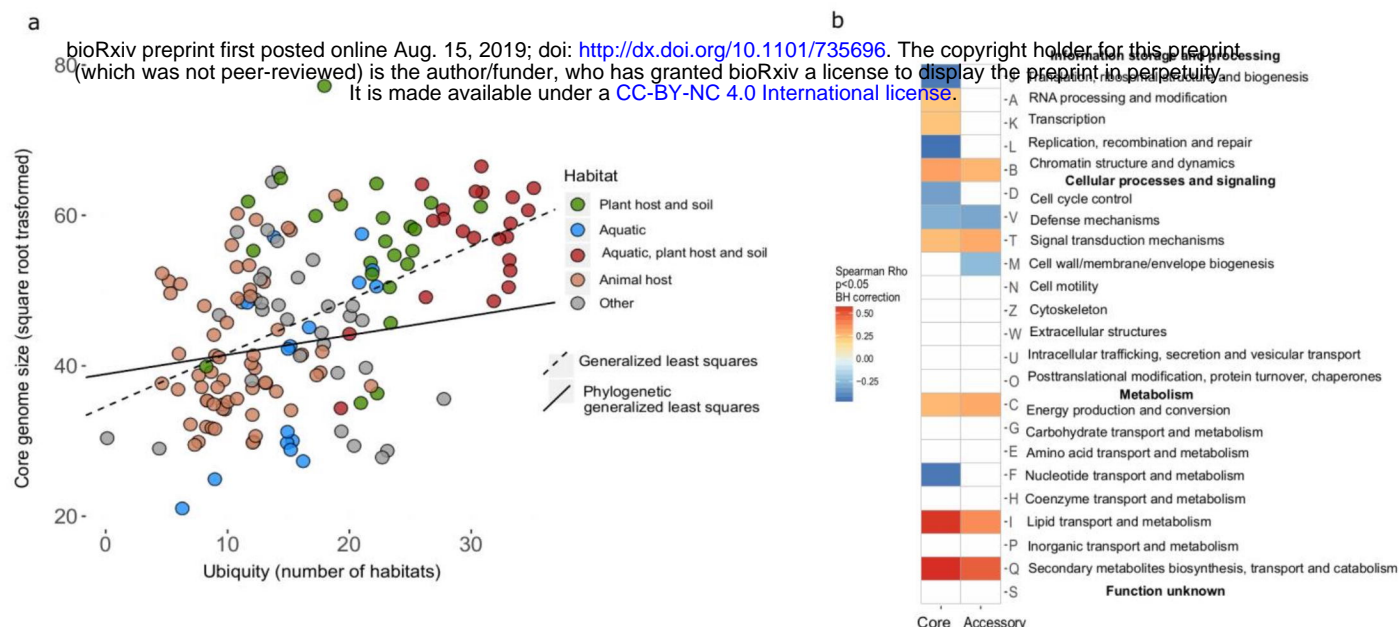 a
b
bioRxiv preprint first posted online Aug. 15, 2019; doi: http://dx.doi.org/10.1101/735696. The copyright holder for this preprint
(which was not peer-reviewed) is the author/funder, who has granted bioRxiv a license to display the preprint in perpetuity.
It is made available under a CC-BY-NC 4.0 International license.
Core genome size (square root trasformed)
80
60
40
20
0
10
20
30
Ubiquity (number of habitats)
Habitat
Plant host and soil
Aquatic
Aquatic, plant host and soil
Animal host
Other
Generalized least squares
Phylogenetic
generalized least squares
Spearman Rho
p<0.05
BH correction
0.50
0.25
0.00
−0.25
Information storage and processing
Translation, ribosomal structure and biogenesis
-A RNA processing and modification
-K Transcription
-L Replication, recombination and repair
-B Chromatin structure and dynamics
Cellular processes and signaling
-D Cell cycle control
-V Defense mechanisms
-T Signal transduction mechanisms
-M Cell wall/membrane/envelope biogenesis
-N Cell motility
-Z Cytoskeleton
-W Extracellular structures
-U Intracellular trafficking, secretion and vesicular transport
-O Posttranslational modification, protein turnover, chaperones
Metabolism
-C Energy production and conversion
-G Carbohydrate transport and metabolism
-E Amino acid transport and metabolism
-F Nucleotide transport and metabolism
-H Coenzyme transport and metabolism
-I Lipid transport and metabolism
-P Inorganic transport and metabolism
-Q Secondary metabolites biosynthesis, transport and catabolism
-S Function unknown
Core Accessory